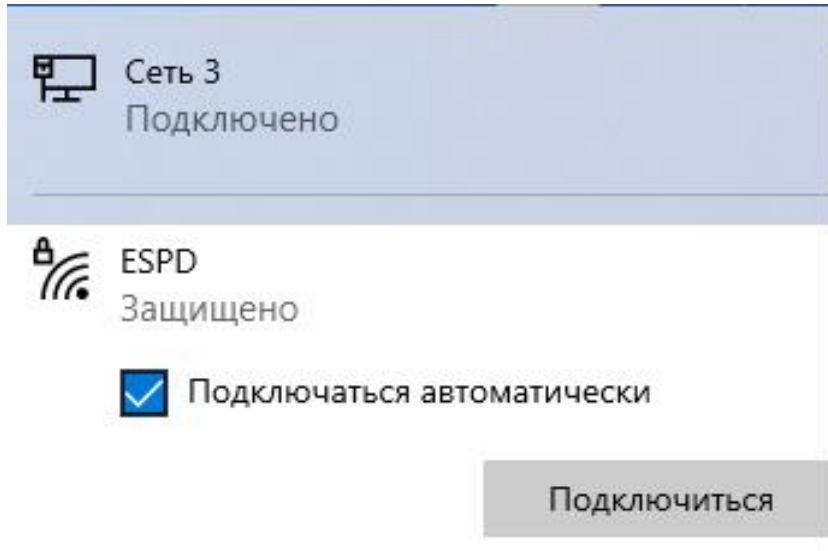 Сеть 3
Подключено
ESPD
Защищено
Подключаться автоматически
Подключиться